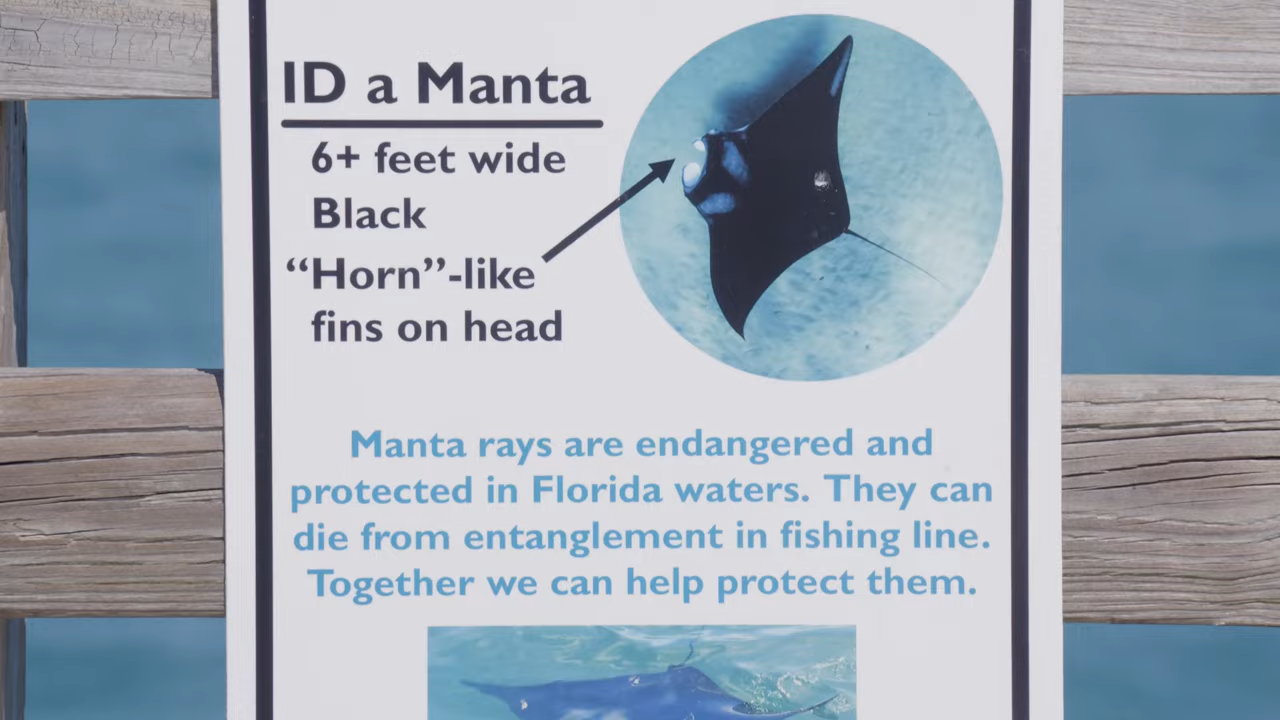 ID a Manta
6+ feet wide
Black
“Horn”-like
fins on head
Manta rays are endangered and
protected in Florida waters. They can
die from entanglement in fishing line.
Together we can help protect them.